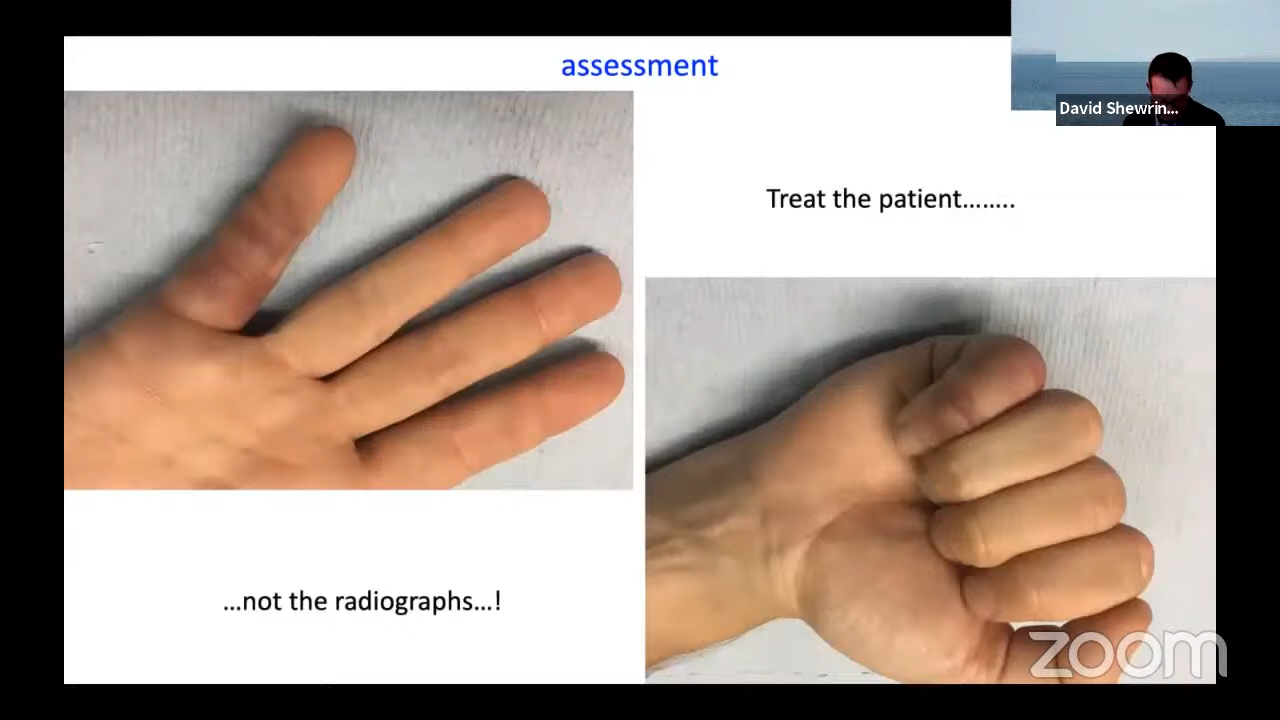 assessment
David Shewrin...
Treat the patient……..
…not the radiographs…!
zoom